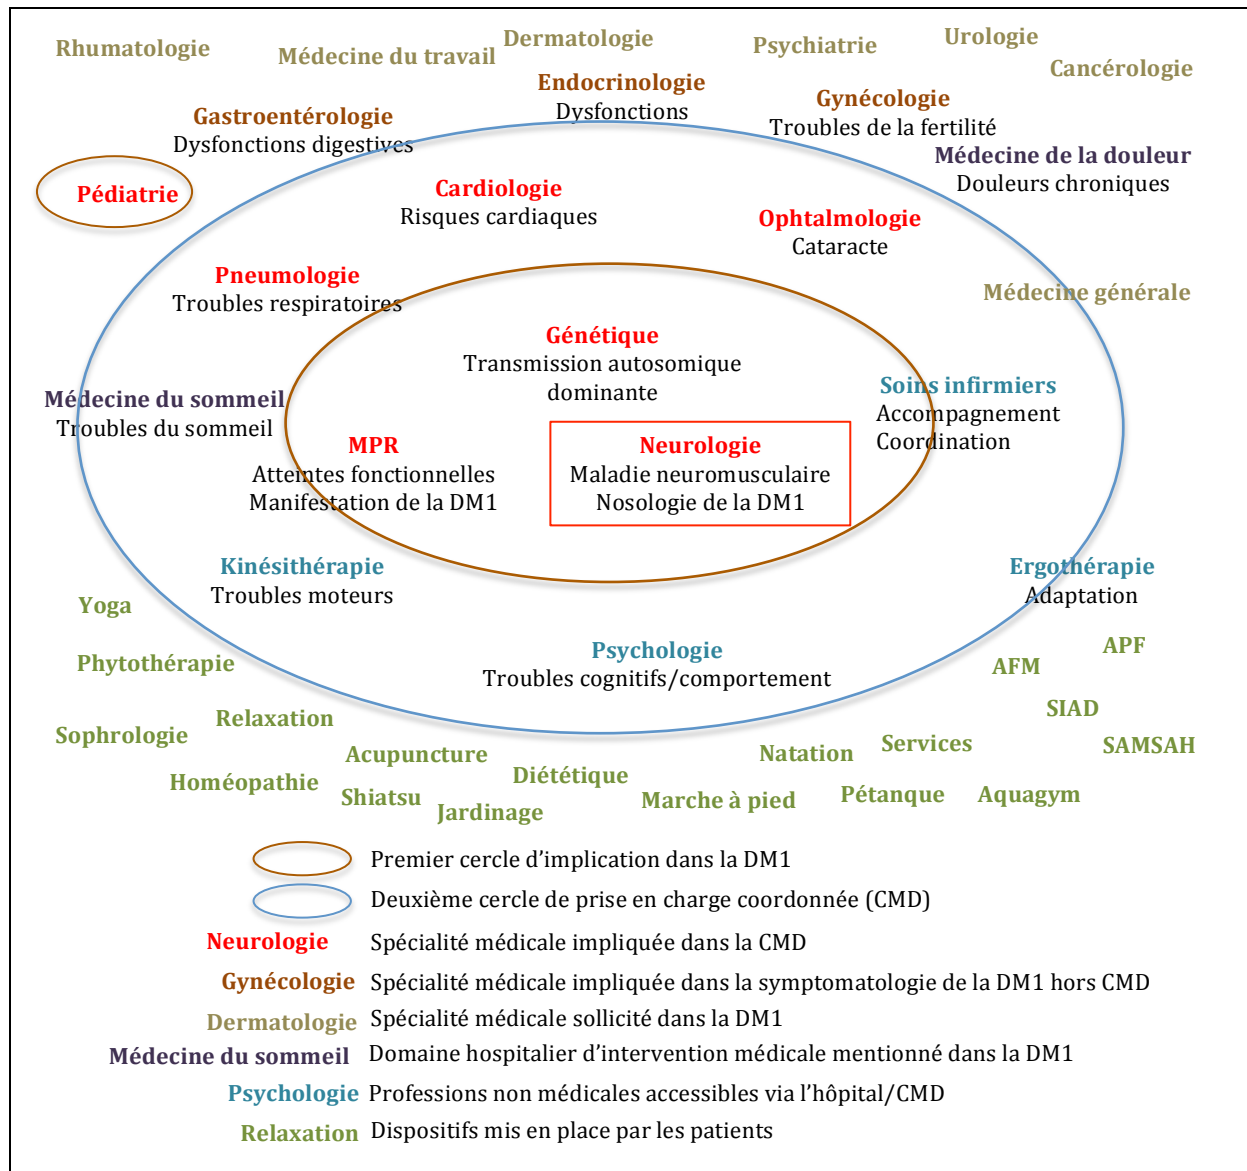 Rhumatologie
Médecine du travail
Dermatologie
Psychiatrie
Urologie
Cancérologie
Gastroentérologie
Dysfonctions digestives
Endocrinologie
Dysfonctions
Gynécologie
Troubles de la fertilité
Médecine de la douleur
Douleurs chroniques
Pédiatrie
Cardiologie
Risques cardiaques
Ophtalmologie
Cataracte
Pneumologie
Troubles respiratoires
Médecine générale
Génétique
Transmission autosomique
dominante
Médecine du sommeil
Troubles du sommeil
Soins infirmiers
Accompagnement
Coordination
MPR
Atteintes fonctionnelles
Manifestation de la DM1
Neurologie
Maladie neuromusculaire
Nosologie de la DM1
Kinésithérapie
Troubles moteurs
Ergothérapie
Adaptation
Yoga
Phytothérapie
Psychologie
Troubles cognitifs/comportement
APF
AFM
SIAD
SAMSAH
Sophrologie
Relaxation
Acupuncture
Homéopathie
Shiatsu
Jardinage
Diététique
Marche à pied
Natation
Services
Pétanque
Aquagym
Premier cercle d'implication dans la DM1
Deuxième cercle de prise en charge coordonnée (CMD)
Neurologie Spécialité médicale impliquée dans la CMD
Gynécologie Spécialité médicale impliquée dans la symptomatologie de la DM1 hors CMD
Dermatologie Spécialité médicale sollicité dans la DM1
Médecine du sommeil Domaine hospitalier d'intervention médicale mentionné dans la DM1
Psychologie Professions non médicales accessibles via l'hôpital/CMD
Relaxation Dispositifs mis en place par les patients